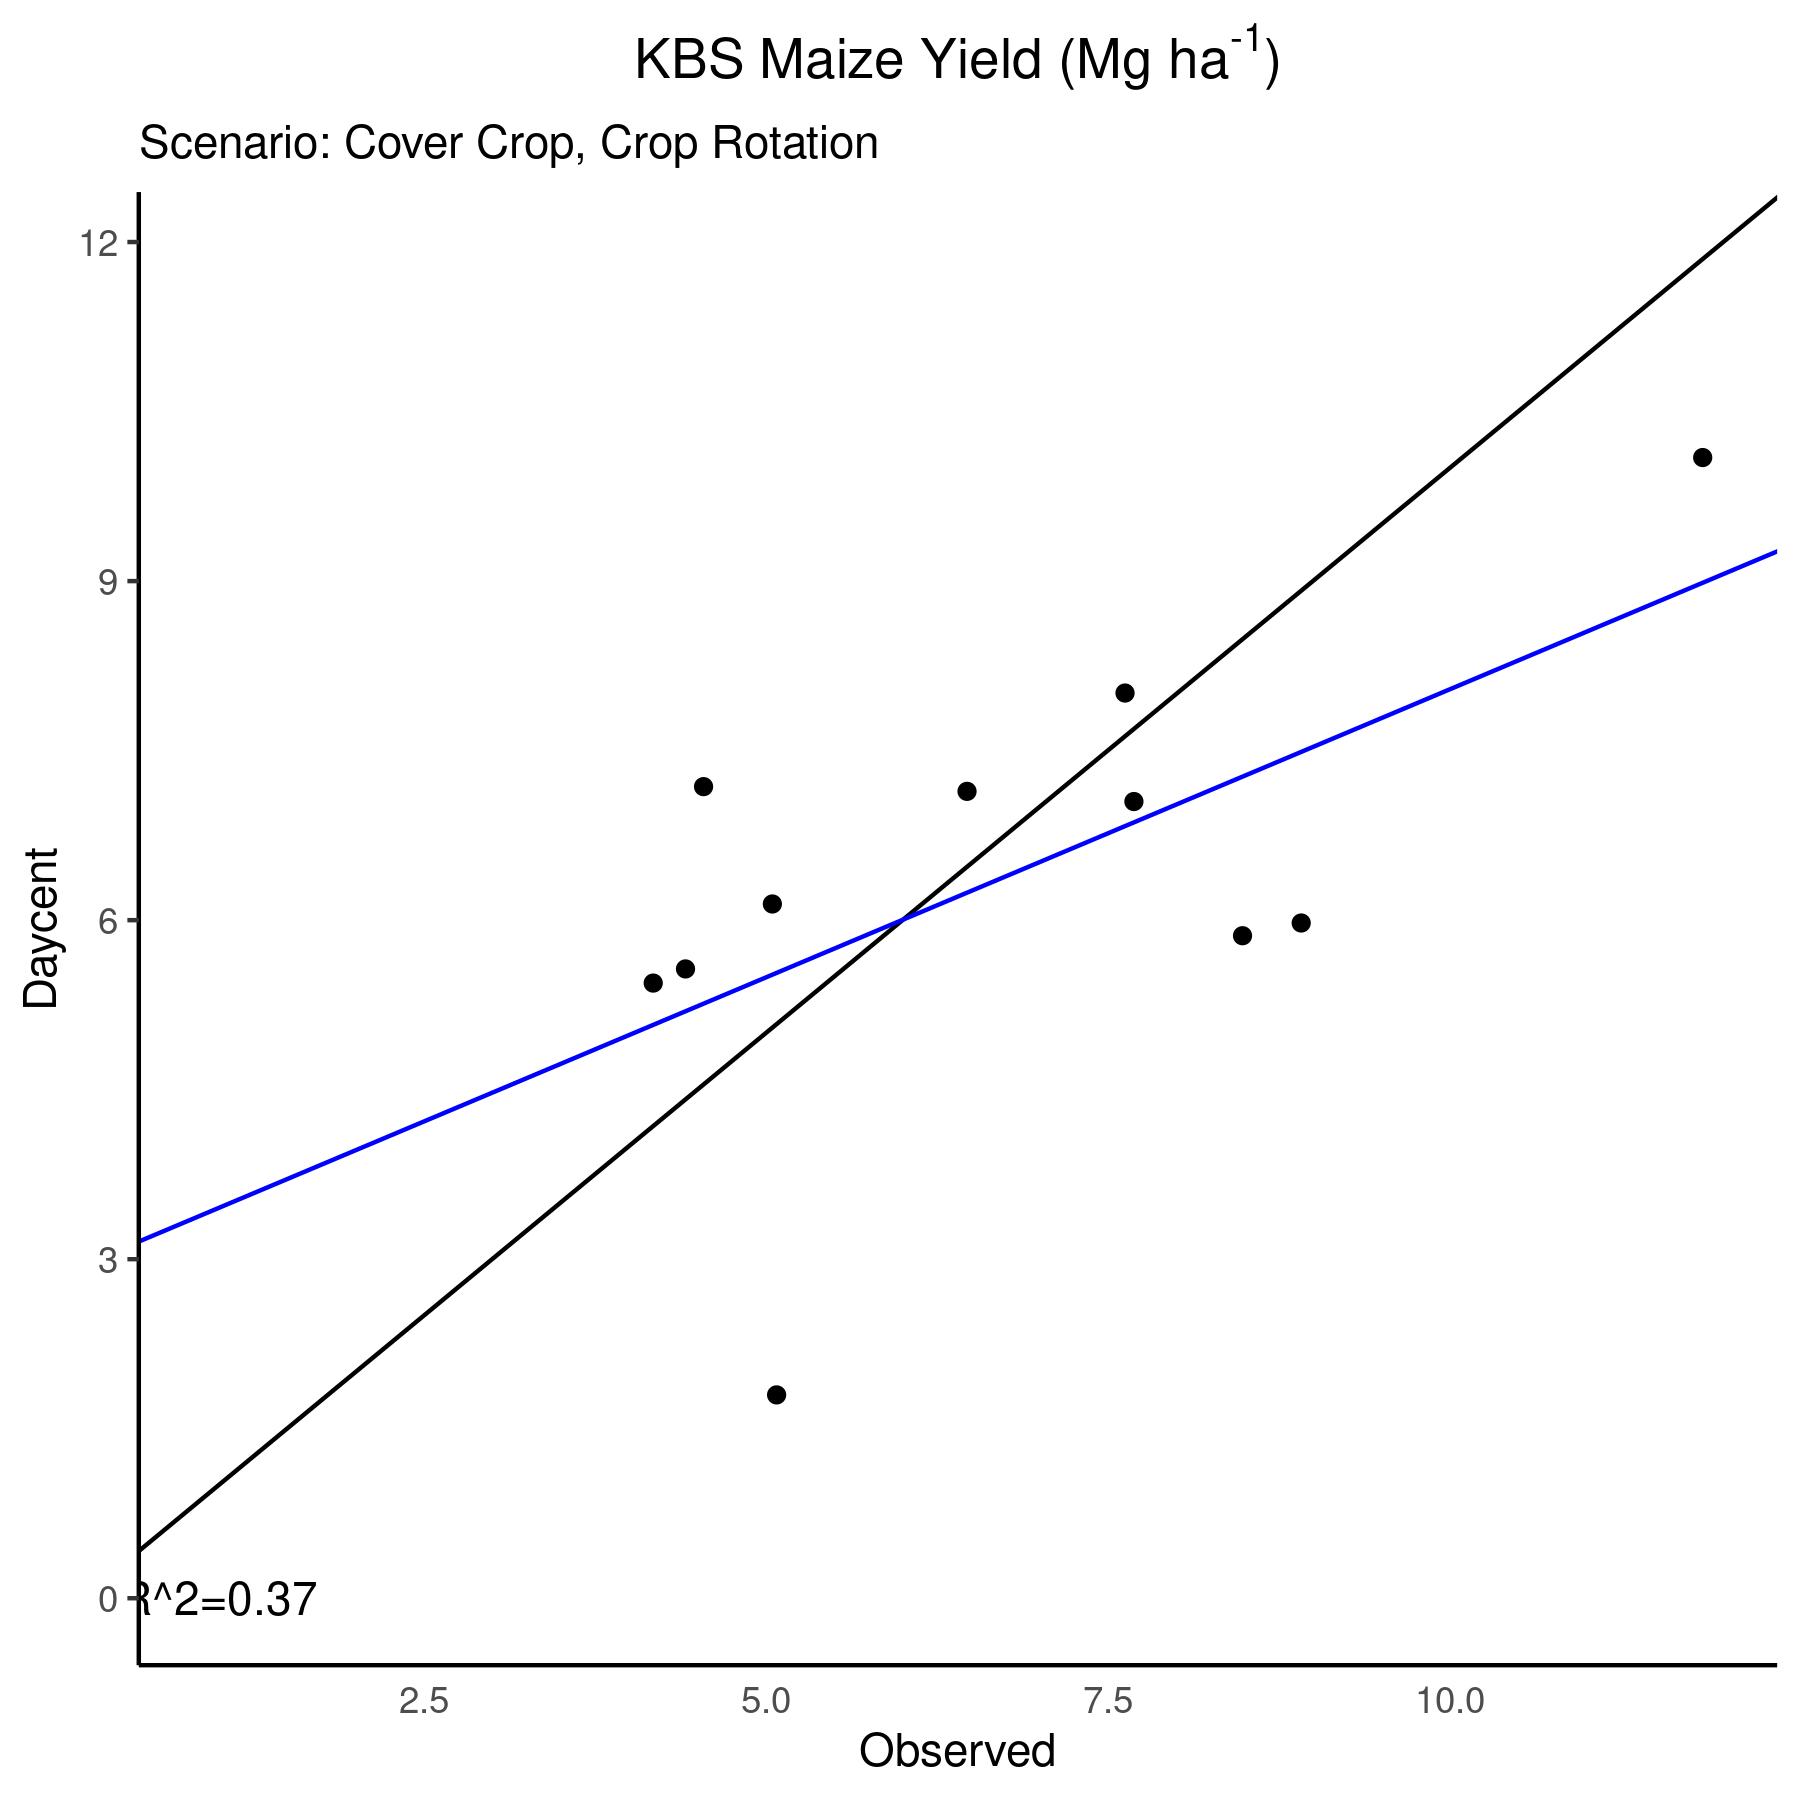 KBS Maize Yield (Mg ha⁻¹)
Scenario: Cover Crop, Crop Rotation
12
9
6
3
0
Daycent
R^2=0.37
2.5 5.0 7.5 10.0
Observed